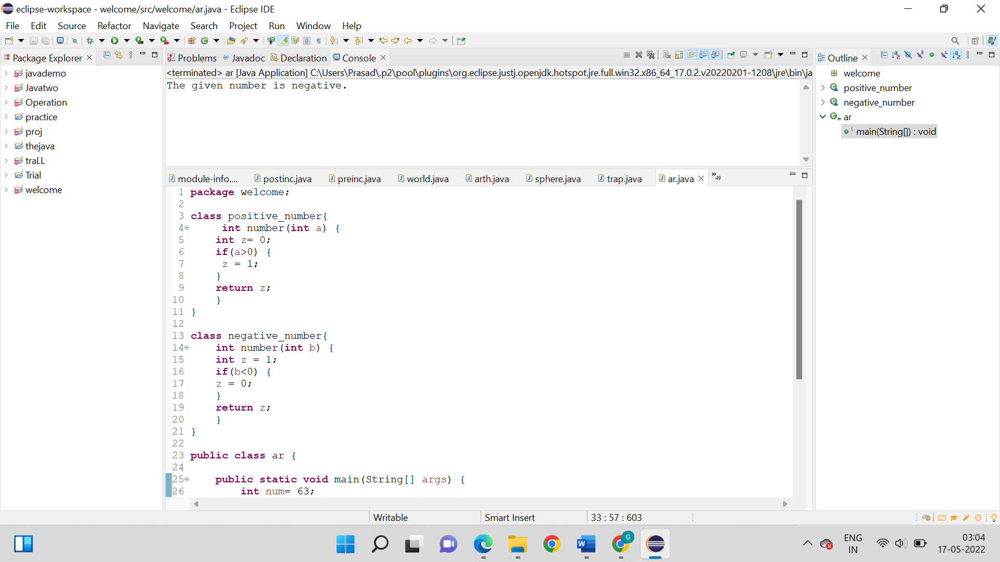 eclipse-workspace - welcome/src/welcome/ar.java - Eclipse IDE
File Edit Source Refactor Navigate Search Project Run Window Help
Package Explorer
javademo
Javatwo
Operation
practice
proj
thejava
traLL
Trial
welcome
Problems @ Javadoc Declaration Console
<terminated> ar [Java Application] C:\Users\Prasad\.p2\pool\plugins\org.eclipse.justj.openjdk.hotspot.jre.full.win32.x86_64_17.0.2.v20220201-1208\jre\bin\ja
The given number is negative.
module-info.... postinc.java preinc.java world.java arth.java sphere.java trap.java ar.java »49
1 package welcome;
2
3 class positive_number{
4 int number(int a) {
5 int z= 0;
6 if(a>0) {
7 z = 1;
8 }
9 return z;
10 }
11 }
12
13 class negative_number{
14 int number(int b) {
15 int z = 1;
16 if(b<0) {
17 z = 0;
18 }
19 return z;
20 }
21 }
22
23 public class ar {
24
25 public static void main(String[] args) {
26 int num= 63;
Outline
welcome
positive_number
negative_number
ar
main(String[]) : void
Writable Smart Insert 33 : 57 : 603
ENG
IN
03:04
17-05-2022